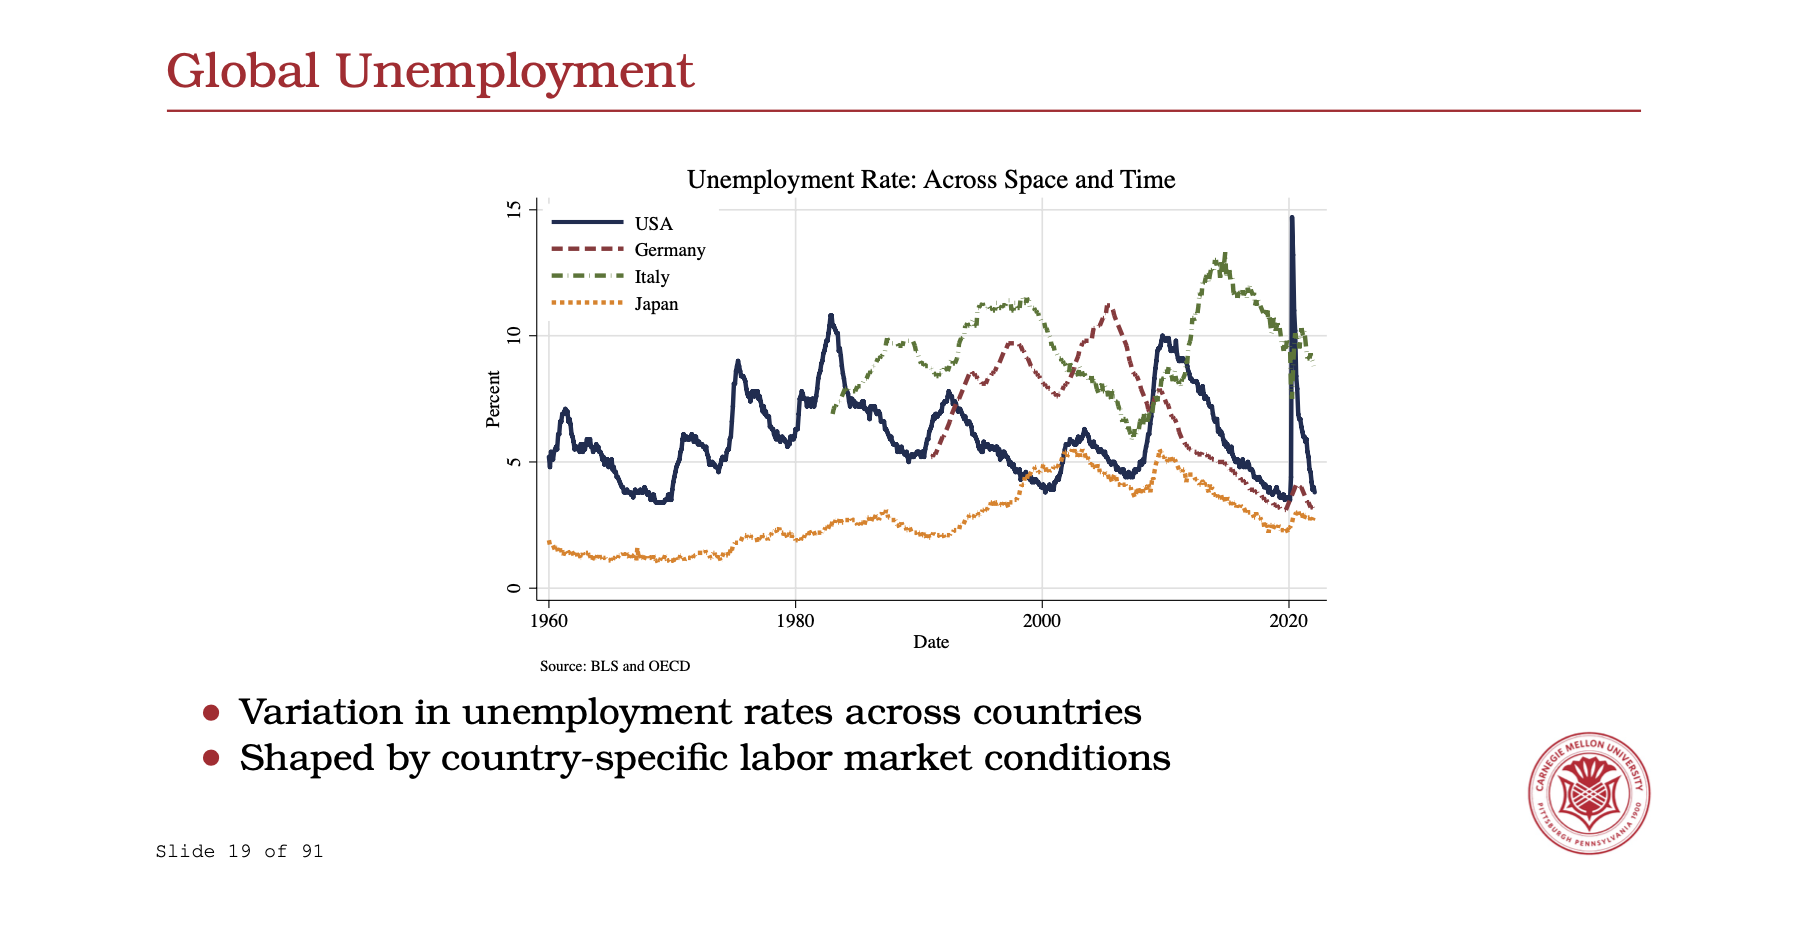 Global Unemployment
Unemployment Rate: Across Space and Time
USA
Germany
Italy
Japan
Percent
15
10
5
0
1960
1980
2000
2020
Date
Source: BLS and OECD
Variation in unemployment rates across countries
Shaped by country-specific labor market conditions
CARNEGIE MELLON UNIVERSITY
PITTSBURGH PENNSYLVANIA 1900
Slide 19 of 91